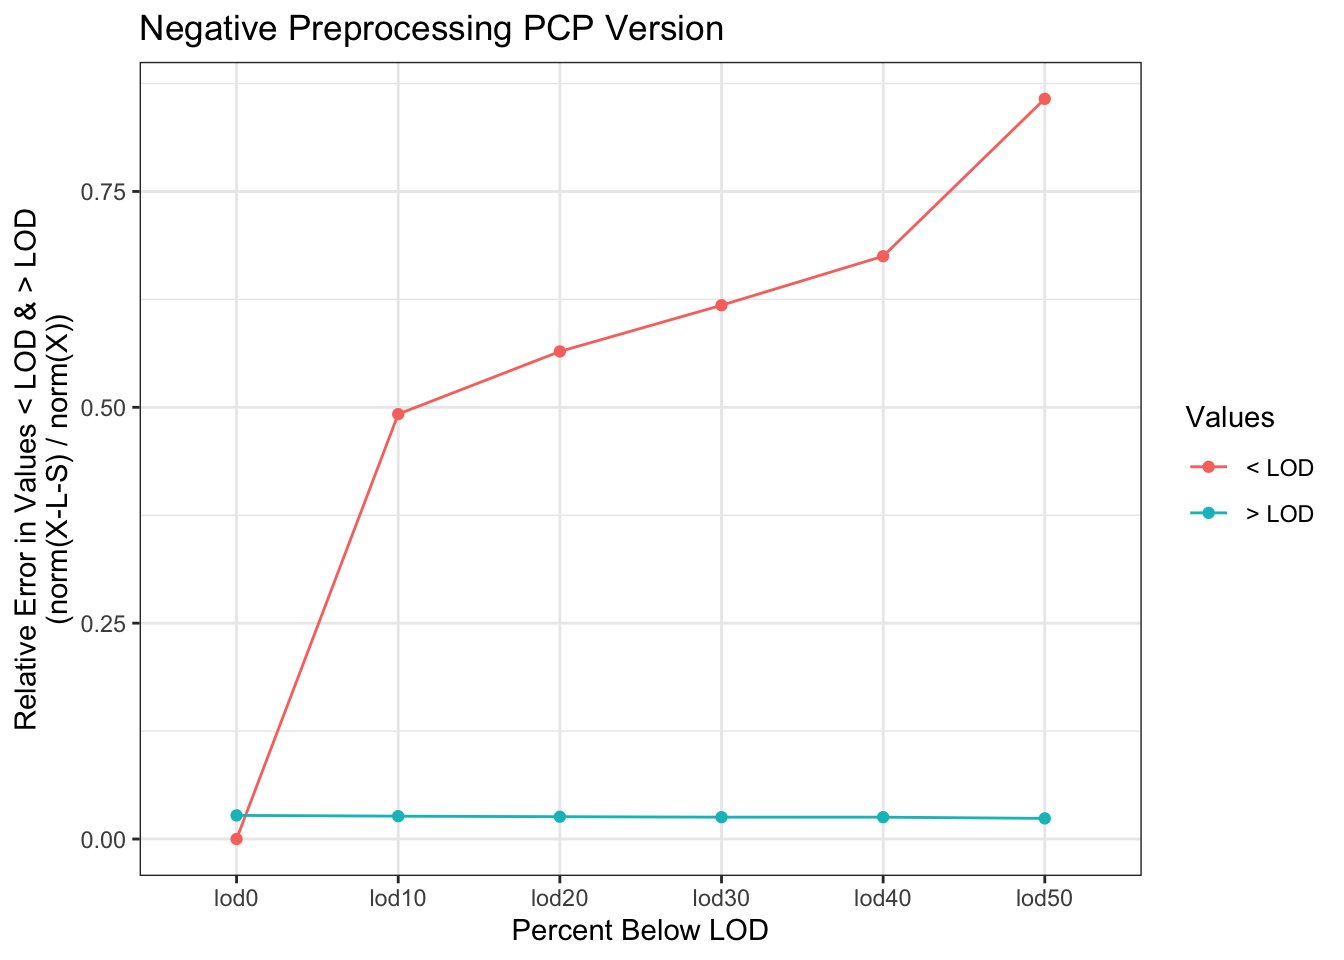 Negative Preprocessing PCP Version
Relative Error in Values < LOD & > LOD
(norm(X-L-S) / norm(X))
0.75
0.50
0.25
0.00
lod0
lod10
lod20
lod30
lod40
lod50
Percent Below LOD
Values
< LOD
> LOD